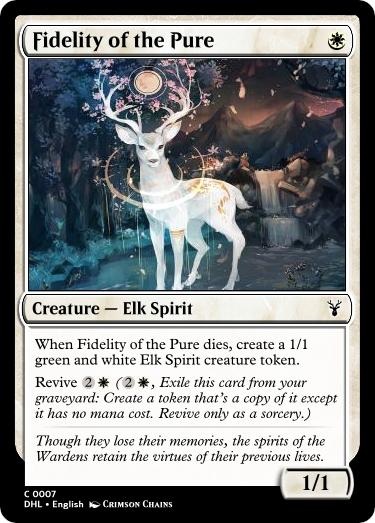 Fidelity of the Pure
Creature — Elk Spirit
When Fidelity of the Pure dies, create a 1/1
green and white Elk Spirit creature token.
Revive 2 (2 , Exile this card from your
graveyard: Create a token that's a copy of it except
it has no mana cost. Revive only as a sorcery.)
Though they lose their memories, the spirits of the
Wardens retain the virtues of their previous lives.
1/1
C 0007
DHL • English Crimson Chains